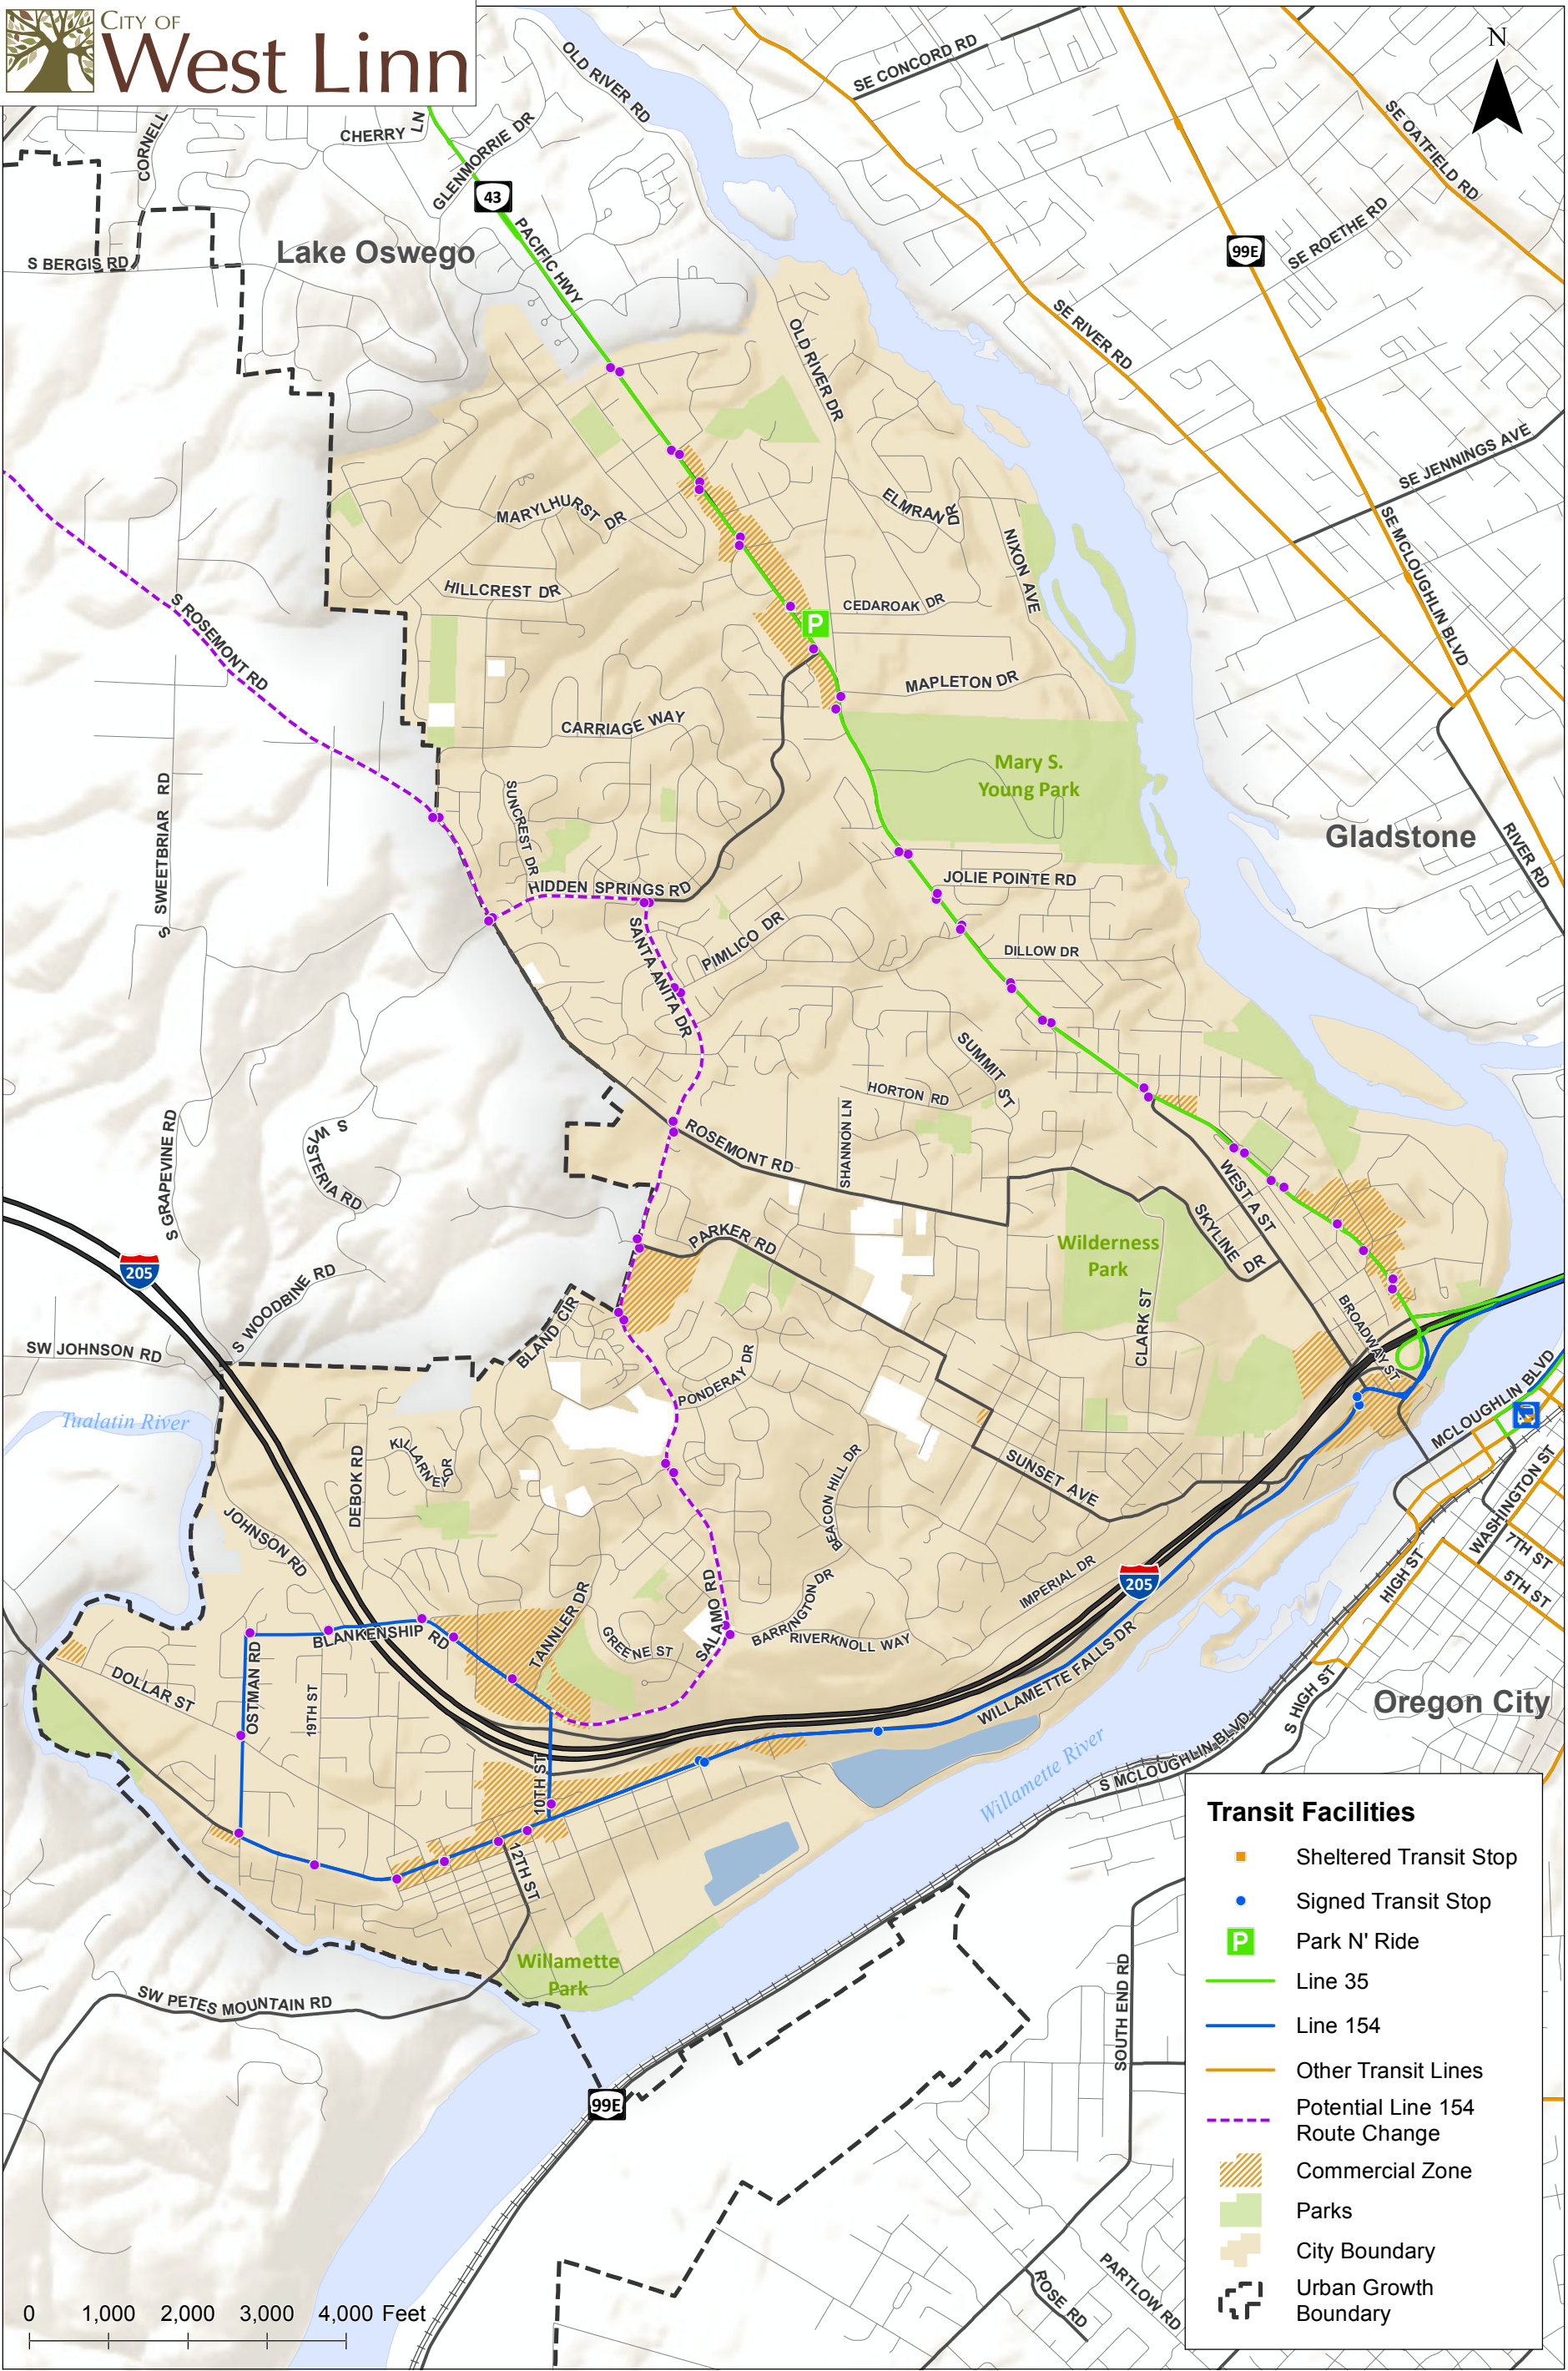 CITY OF
West Linn
N
OLD RIVER RD
SE CONCORD RD
SE OATFIELD RD
CORNELL
CHERRY LN
GLENMORRIE DR
43
PACIFIC HWY
Lake Oswego
S BERGIS RD
99E
SE ROETHE RD
SE RIVER RD
OLD RIVER DR
SE JENNINGS AVE
MARYLHURST DR
ELMRAN DR
NIXON AVE
SE MCLOUGHLIN BLVD
HILLCREST DR
CEDAROAK DR
P
S ROSEMONT RD
MAPLETON DR
CARRIAGE WAY
Mary S.
Young Park
S SWEETBRIAR RD
SUNCREST DR
Gladstone
RIVER RD
HIDDEN SPRINGS RD
JOLIE POINTE RD
SANTA ANITA DR
PIMLICO DR
DILLOW DR
SUMMIT ST
HORTON RD
S GRAPEVINE RD
S WISTERIA RD
ROSEMONT RD
SHANNON LN
WEST A ST
SKYLINE DR
PARKER RD
Wilderness
Park
205
S WOODBINE RD
BLAND CIR
CLARK ST
BROADWAY ST
SW JOHNSON RD
PONDERAY DR
MCLOUGHLIN BLVD
Tualatin River
KILLARNEY DR
DEBOK RD
BEACON HILL DR
SUNSET AVE
WASHINGTON ST
JOHNSON RD
7TH ST
5TH ST
HIGH ST
IMPERIAL DR
205
TANNLER DR
SALAMO RD
BARRINGTON DR
BLANKENSHIP RD
GREENE ST
RIVERKNOLL WAY
DOLLAR ST
OSTMAN RD
19TH ST
WILLAMETTE FALLS DR
S HIGH ST
Oregon City
10TH ST
Willamette River
S MCLOUGHLIN BLVD
12TH ST
Willamette
Park
SW PETES MOUNTAIN RD
SOUTH END RD
99E
ROSE RD
PARTLOW RD
Transit Facilities
Sheltered Transit Stop
Signed Transit Stop
P Park N' Ride
Line 35
Line 154
Other Transit Lines
Potential Line 154
Route Change
Commercial Zone
Parks
City Boundary
Urban Growth
Boundary
0 1,000 2,000 3,000 4,000 Feet